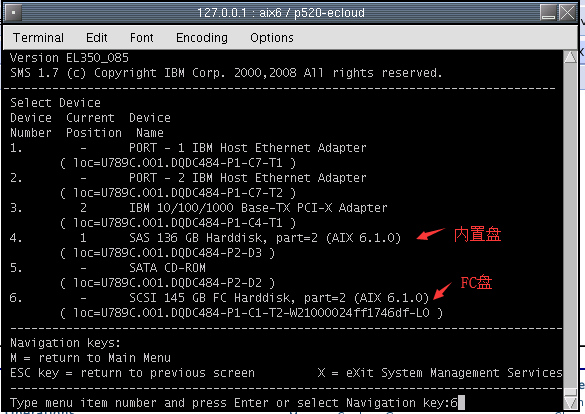 127.0.0.1 : aix6 / p520-ecloud
Terminal Edit Font Encoding Options
Version EL350_085
SMS 1.7 (c) Copyright IBM Corp. 2000,2008 All rights reserved.
Select Device
Device Current Device
Number Position Name
1. - PORT - 1 IBM Host Ethernet Adapter
( loc=U789C.001.DQDC484-P1-C7-T1 )
2. - PORT - 2 IBM Host Ethernet Adapter
( loc=U789C.001.DQDC484-P1-C7-T2 )
3. 2 IBM 10/100/1000 Base-TX PCI-X Adapter
( loc=U789C.001.DQDC484-P1-C4-T1 )
4. 1 SAS 136 GB Harddisk, part=2 (AIX 6.1.0) 内置盘
( loc=U789C.001.DQDC484-P2-D3 )
5. - SATA CD-ROM
( loc=U789C.001.DQDC484-P2-D2 ) FC盘
6. - SCSI 145 GB FC Harddisk, part=2 (AIX 6.1.0)
( loc=U789C.001.DQDC484-P1-C1-T2-W21000024ff1746df-L0 )
Navigation keys:
M = return to Main Menu
ESC key = return to previous screen X = eXit System Management Services
Type menu item number and press Enter or select Navigation key:6